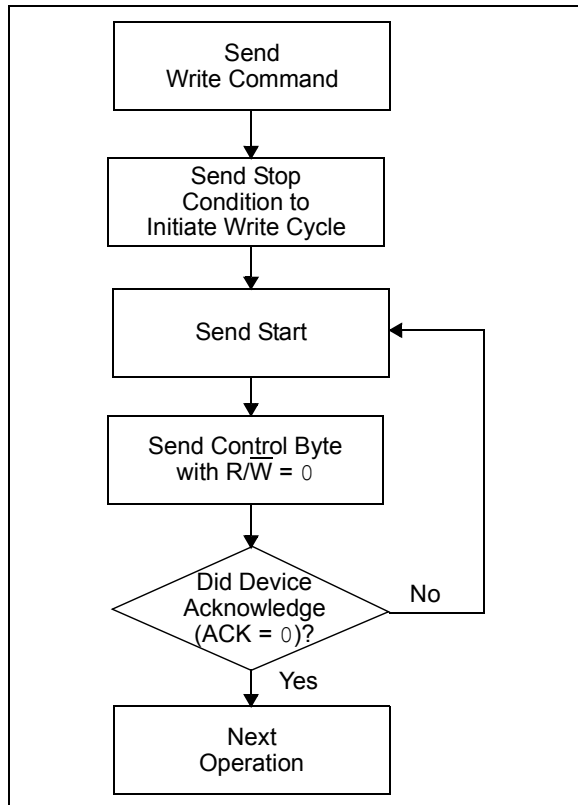 Send
Write Command
Send Stop
Condition to
Initiate Write Cycle
Send Start
Send Control Byte
with R/W̅ = 0
Did Device
Acknowledge
(ACK = 0)?
No
Yes
Next
Operation